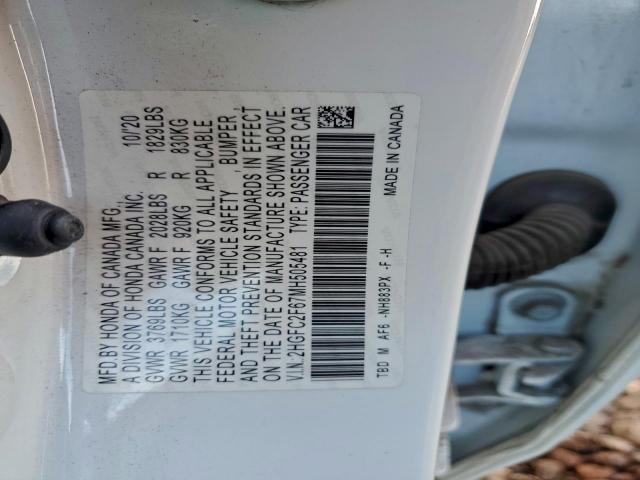 MFD BY HONDA OF CANADA MFG., 10/20
A DIVISION OF HONDA CANADA INC.
GVWR 3769LBS GAWR F 2028LBS R 1829LBS
GVWR 1710KG GAWR F 920KG R 830KG
THIS VEHICLE CONFORMS TO ALL APPLICABLE
FEDERAL MOTOR VEHICLE SAFETY, BUMPER,
AND THEFT PREVENTION STANDARDS IN EFFECT
ON THE DATE OF MANUFACTURE SHOWN ABOVE.
V.I.N. 2HGFC2F67MH605481 TYPE: PASSENGER CAR
TBD M AF6 -NH883PX -F -H MADE IN CANADA